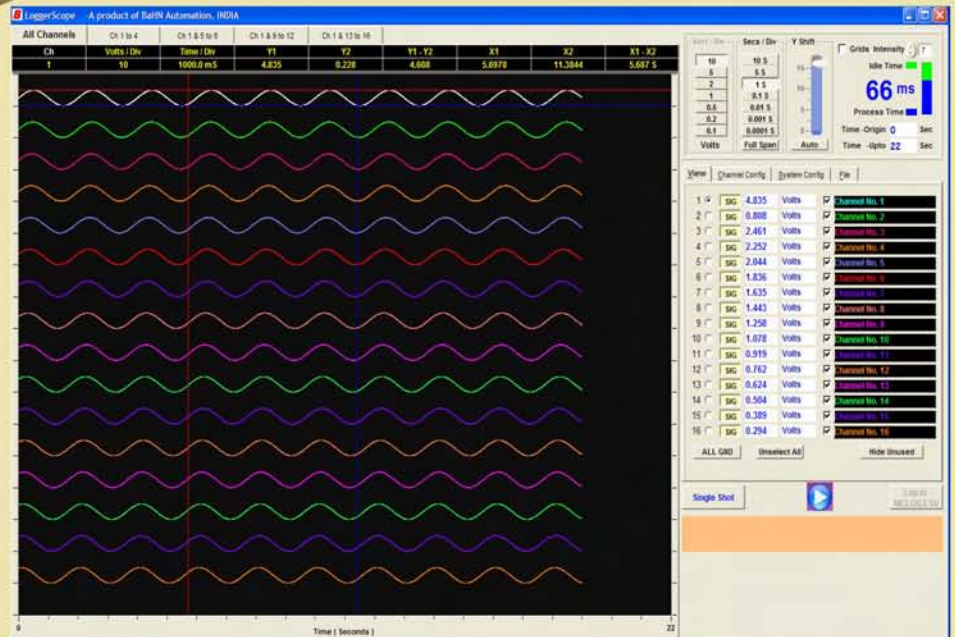 LoggerScope A product of BaHN Automation, INDIA
All Channels Ch 1 to 4 Ch 1 & 5 to 8 Ch 1 & 9 to 12 Ch 1 & 13 to 16
Ch Volts / Div Time / Div Y1 Y2 Y1 - Y2 X1 X2 X1 - X2
1 10 1000.0 mS 4.835 0.228 4.608 5.6978 11.3844 5.687 S
Secs / Div Y Shift
Grids Intensity 7
10 10 S
5 5 S
2 1 S
1 0.1 S
0.5 0.01 S
0.2 0.001 S
0.1 0.0001 S
Volts Full Span Auto
Idle Time
66 ms
Process Time
Time -Origin 0 Sec
Time -Upto 22 Sec
View Channel Config System Config File
1 SIG 4.835 Volts Channel No. 1
2 SIG 0.808 Volts Channel No. 2
3 SIG 2.461 Volts Channel No. 3
4 SIG 2.252 Volts Channel No. 4
5 SIG 2.044 Volts Channel No. 5
6 SIG 1.836 Volts Channel No. 6
7 SIG 1.635 Volts Channel No. 7
8 SIG 1.443 Volts Channel No. 8
9 SIG 1.258 Volts Channel No. 9
10 SIG 1.078 Volts Channel No. 10
11 SIG 0.919 Volts Channel No. 11
12 SIG 0.762 Volts Channel No. 12
13 SIG 0.624 Volts Channel No. 13
14 SIG 0.504 Volts Channel No. 14
15 SIG 0.389 Volts Channel No. 15
16 SIG 0.294 Volts Channel No. 16
ALL GND Unselect All Hide Unused
Single Shot
0 Time ( Seconds ) 22